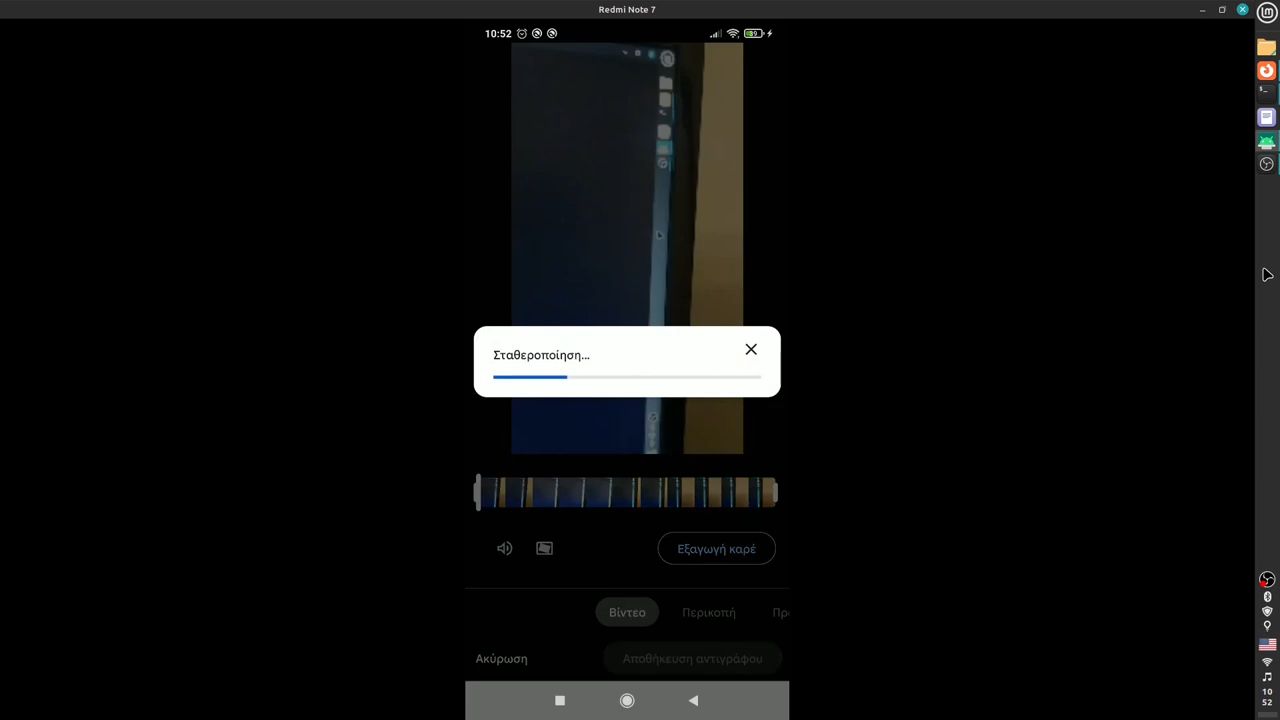 Redmi Note 7
10:52
Σταθεροποίηση...
Εξαγωγή καρέ
Βίντεο
Περικοπή
Ακύρωση
Αποθήκευση αντιγράφου
10
52